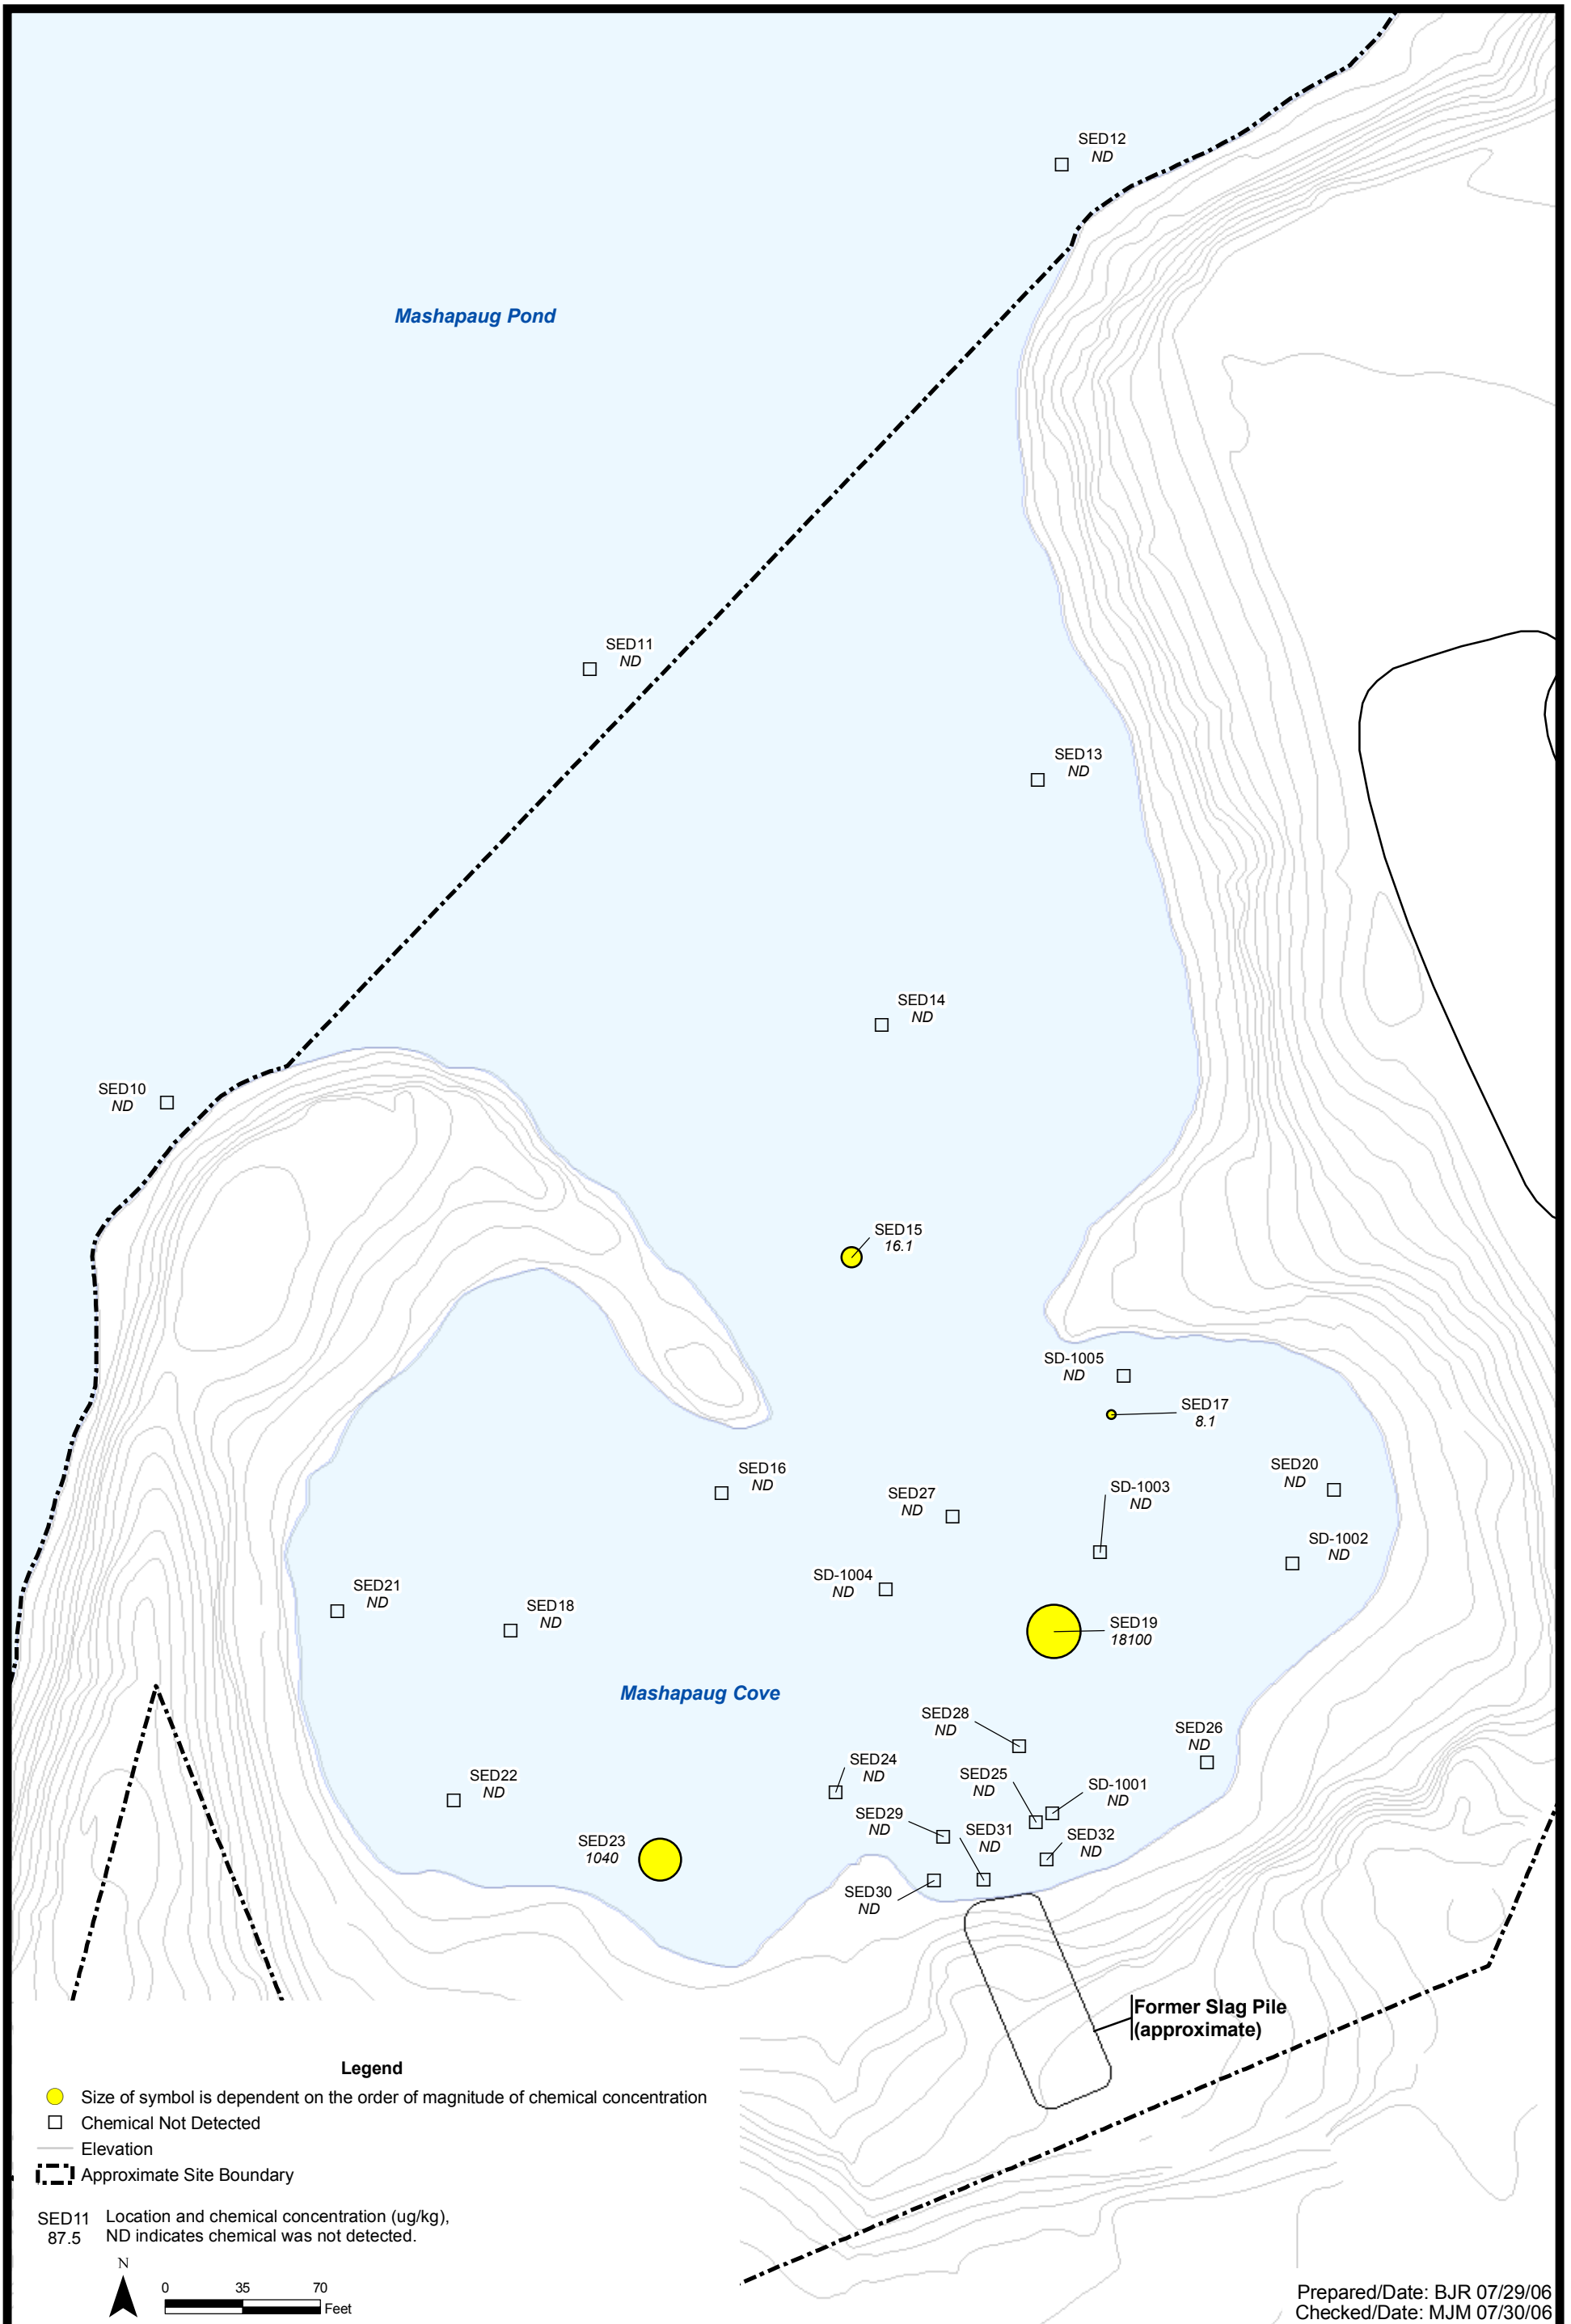 SED12
ND
Mashapaug Pond
SED11
ND
SED13
ND
SED14
ND
SED10
ND
SED15
16.1
SD-1005
ND
SED17
8.1
SED16
ND
SED27
ND
SD-1003
ND
SED20
ND
SD-1002
ND
SD-1004
ND
SED21
ND
SED18
ND
SED19
18100
Mashapaug Cove
SED28
ND
SED26
ND
SED24
ND
SED25
ND
SD-1001
ND
SED22
ND
SED29
ND
SED31
ND
SED32
ND
SED23
1040
SED30
ND
Former Slag Pile
(approximate)
Legend
Size of symbol is dependent on the order of magnitude of chemical concentration
Chemical Not Detected
Elevation
Approximate Site Boundary
SED11 Location and chemical concentration (ug/kg),
87.5 ND indicates chemical was not detected.
N
0 35 70
Feet
Prepared/Date: BJR 07/29/06
Checked/Date: MJM 07/30/06